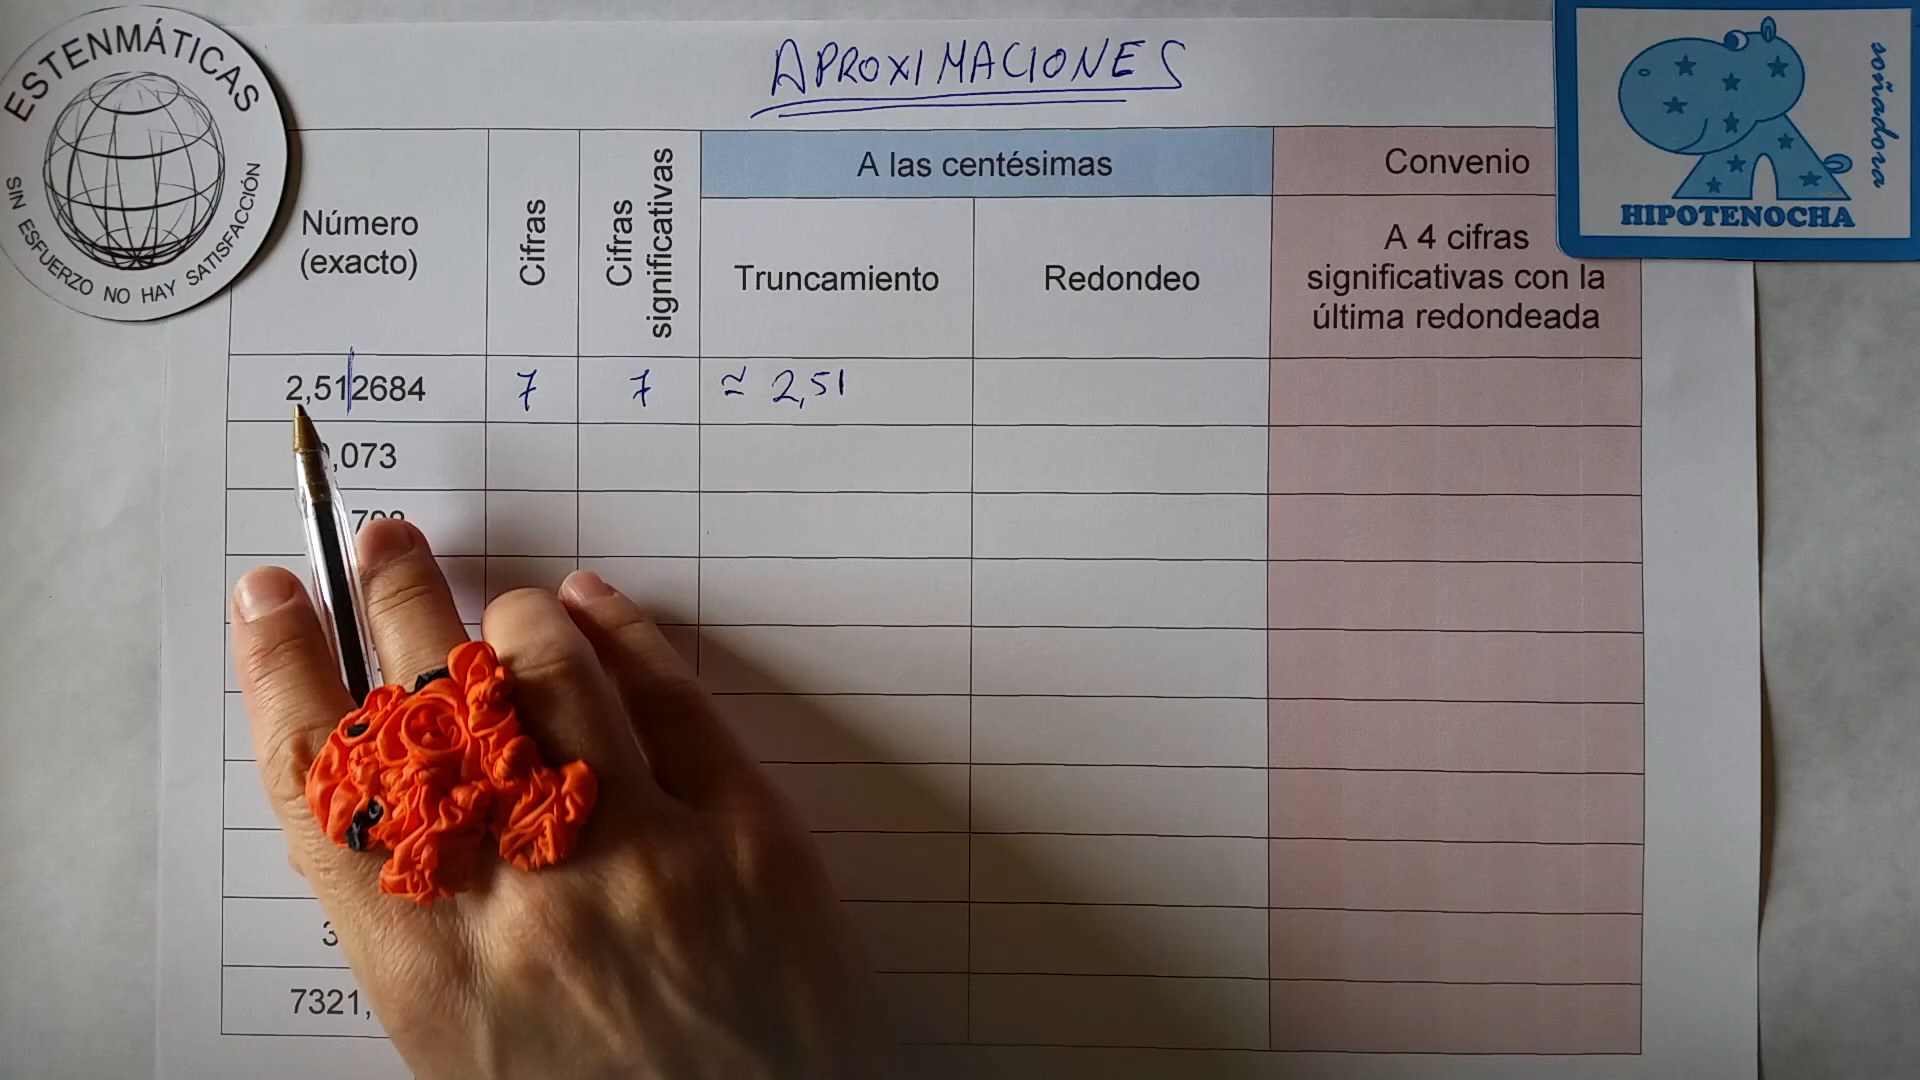 ESTENMÁTICAS
SIN ESFUERZO NO HAY SATISFACCIÓN
APROXIMACIONES
soñadora
HIPOTENOCHA
Número
(exacto)
Cifras
Cifras
significativas
A las centésimas
Truncamiento
Redondeo
Convenio
A 4 cifras
significativas con la
última redondeada
2,512684 7 7 ≃ 2,51
,073
3
7321,